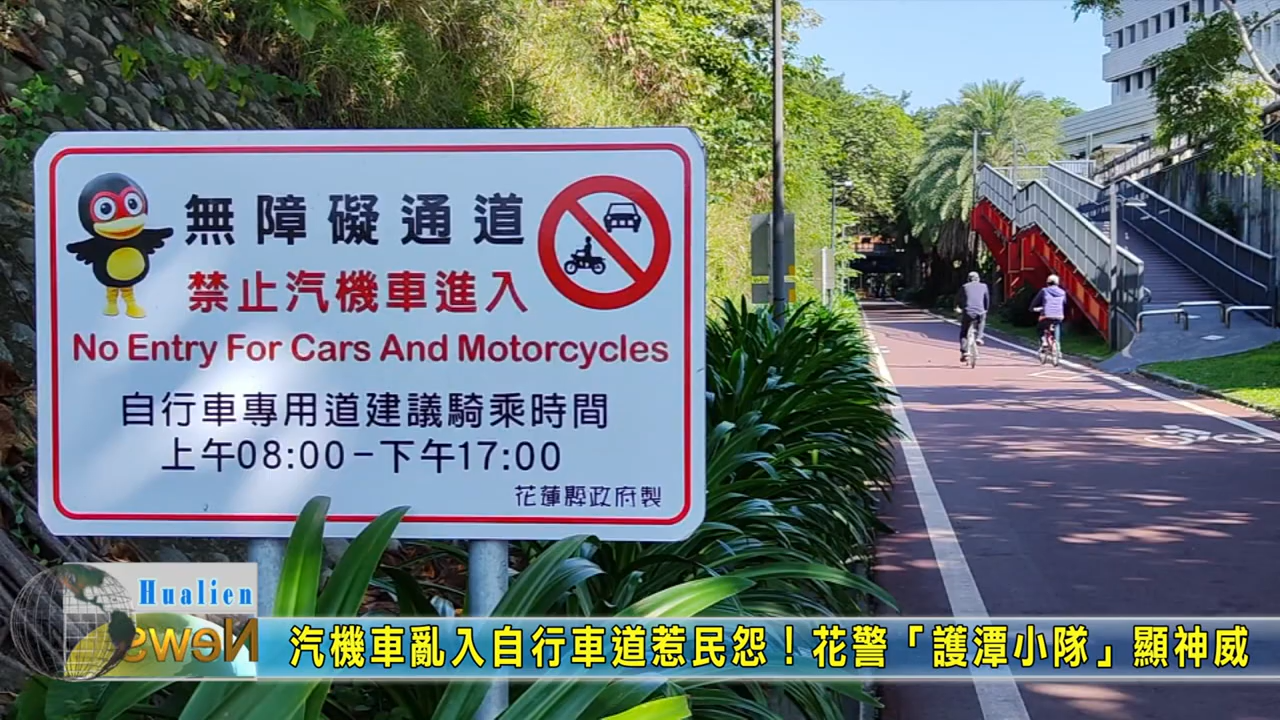 無障礙通道
禁止汽機車進入
No Entry For Cars And Motorcycles
自行車專用道建議騎乘時間
上午08:00-下午17:00
花蓮縣政府製
Hualien
News
汽機車亂入自行車道惹民怨！花警「護潭小隊」顯神威